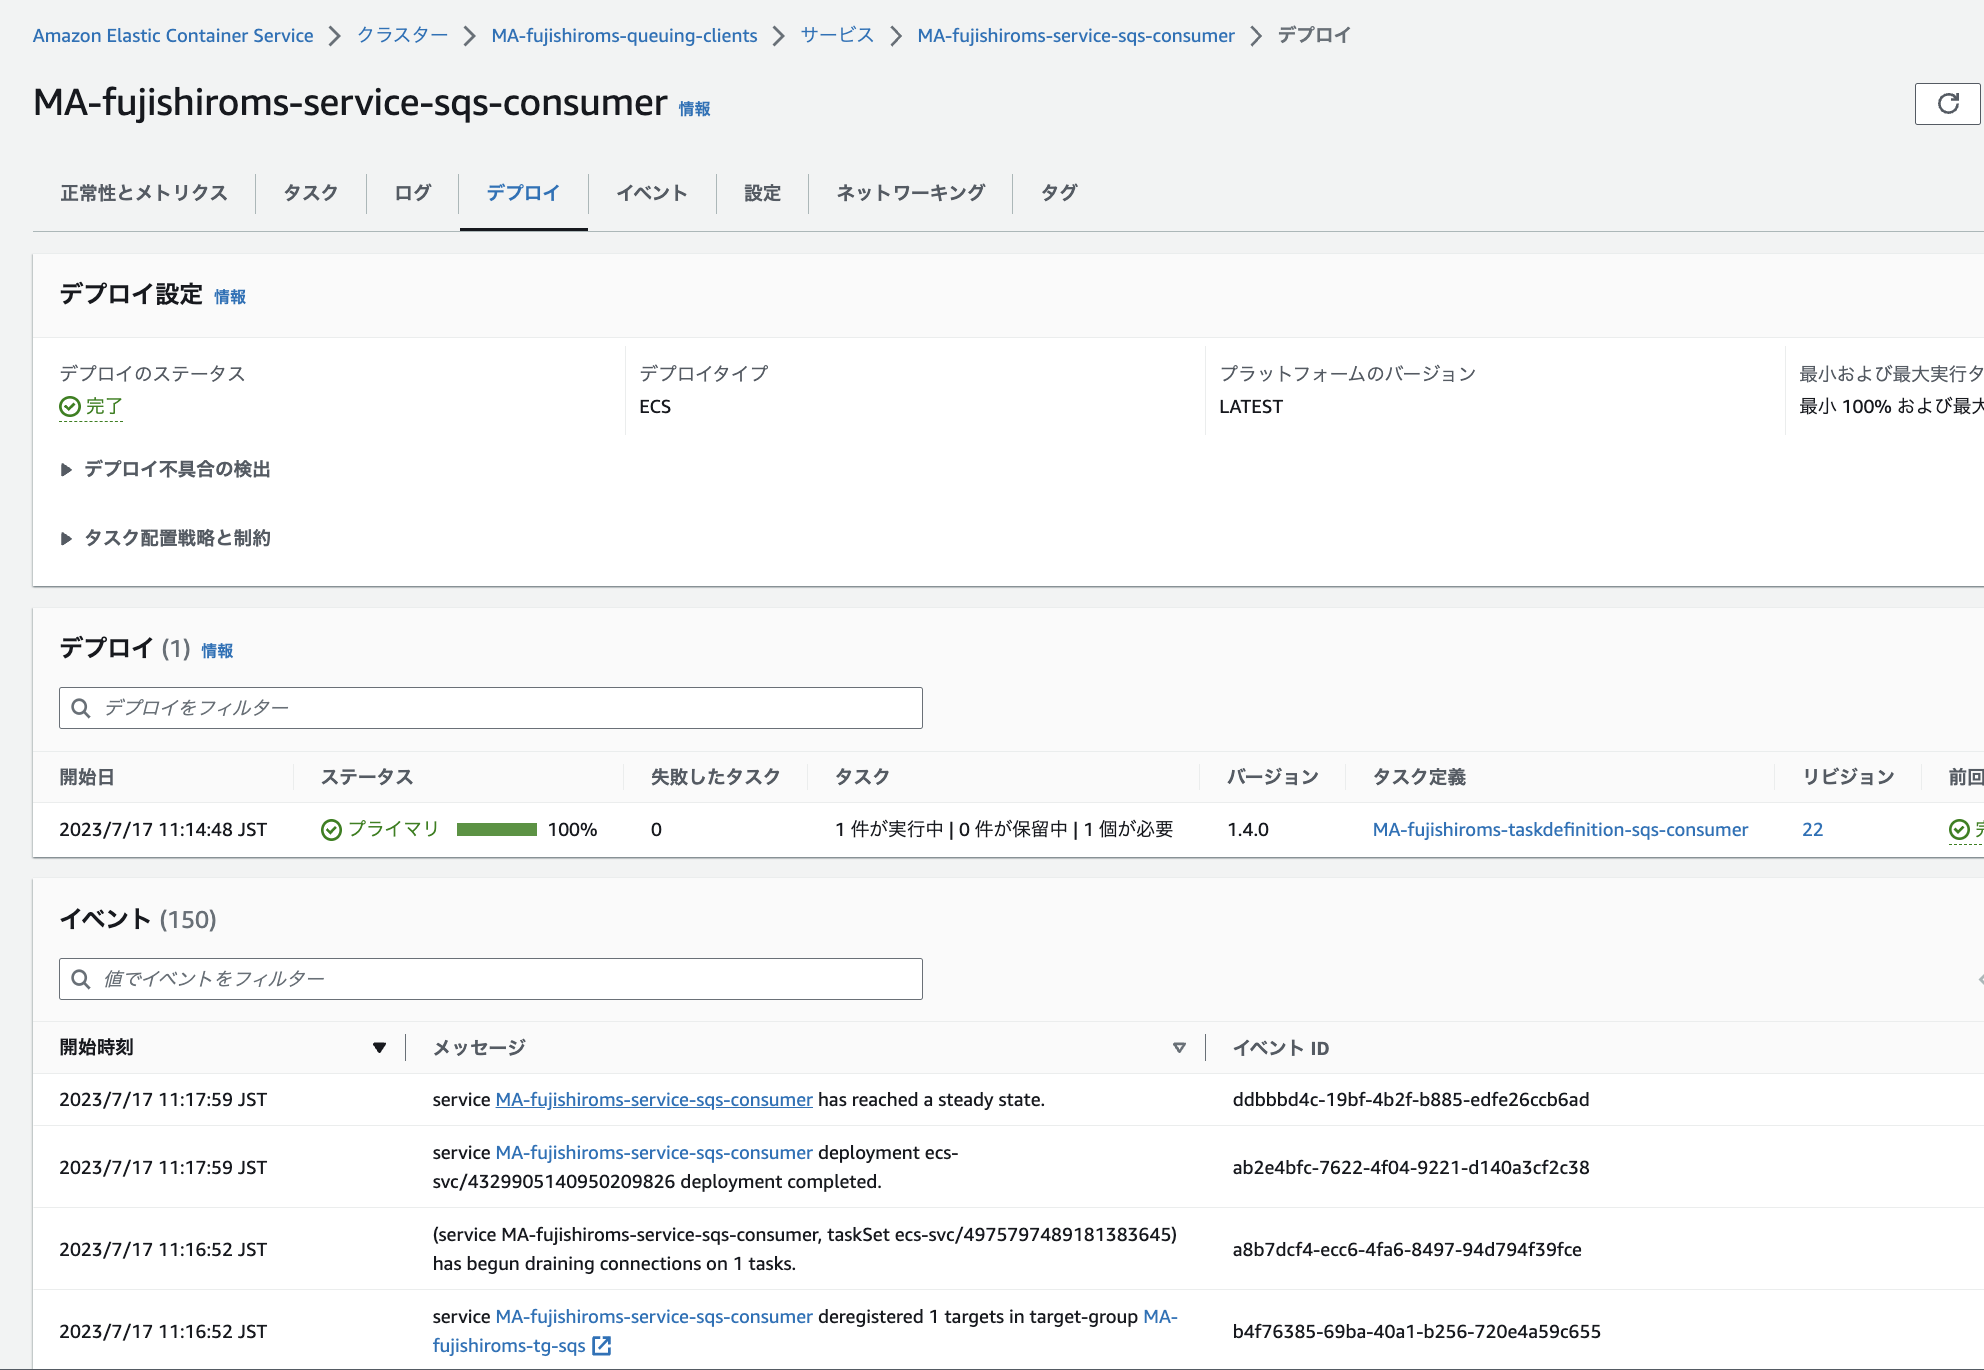 Amazon Elastic Container Service > クラスター > MA-fujishiroms-queuing-clients > サービス > MA-fujishiroms-service-sqs-consumer > デプロイ
MA-fujishiroms-service-sqs-consumer 情報
正常性とメトリクス タスク ログ デプロイ イベント 設定 ネットワーキング タグ
デプロイ設定 情報
デプロイのステータス デプロイタイプ プラットフォームのバージョン 最小および最大実行タ
完了 ECS LATEST 最小 100% および最大
デプロイ不具合の検出
タスク配置戦略と制約
デプロイ (1) 情報
デプロイをフィルター
開始日 ステータス 失敗したタスク タスク バージョン タスク定義 リビジョン 前回
2023/7/17 11:14:48 JST プライマリ 100% 0 1 件が実行中 | 0 件が保留中 | 1 個が必要 1.4.0 MA-fujishiroms-taskdefinition-sqs-consumer 22
イベント (150)
値でイベントをフィルター
開始時刻 メッセージ イベント ID
2023/7/17 11:17:59 JST service MA-fujishiroms-service-sqs-consumer has reached a steady state. ddbbbd4c-19bf-4b2f-b885-edfe26ccb6ad
service MA-fujishiroms-service-sqs-consumer deployment ecs-
2023/7/17 11:17:59 JST svc/4329905140950209826 deployment completed. ab2e4bfc-7622-4f04-9221-d140a3cf2c38
(service MA-fujishiroms-service-sqs-consumer, taskSet ecs-svc/4975797489181383645)
2023/7/17 11:16:52 JST has begun draining connections on 1 tasks. a8b7dcf4-ecc6-4fa6-8497-94d794f39fce
service MA-fujishiroms-service-sqs-consumer deregistered 1 targets in target-group MA-
2023/7/17 11:16:52 JST fujishiroms-tg-sqs b4f76385-69ba-40a1-b256-720e4a59c655